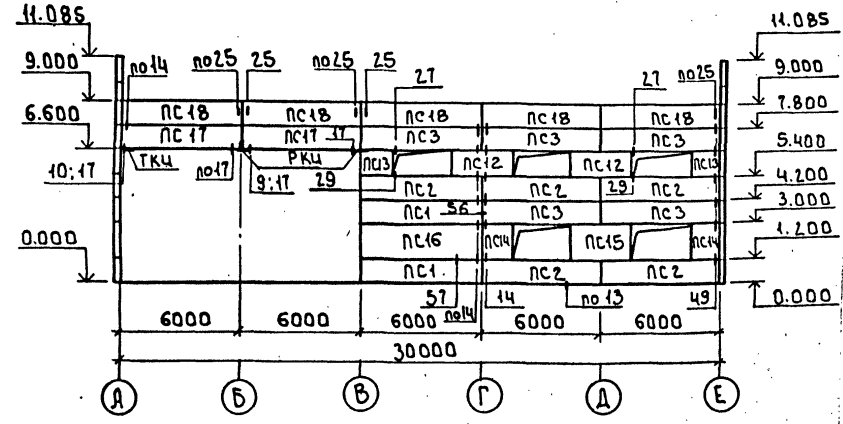 11.085 11.085
9.000 по14 по25 25 по25 25 27 27 по25 9.000
ПС18 ПС18 ПС18 ПС18 ПС18 7.800
6.600 ПС17 ПС17 17 ПС3 ПС3 ПС3
5.400
ТКЦ РКЦ ПС13 ПС12 ПС12 ПС13
10;17 по17 9;17 29 29
ПС2 ПС2 ПС2 4.200
ПС1 56 ПС3 ПС3 3.000
0.000 ПС16 ПС14 ПС15 ПС14 1.200
ПС1 ПС2 ПС2
57 по14 14 по13 49 0.000
6000 6000 6000 6000 6000
30000
А Б В Г Д Е